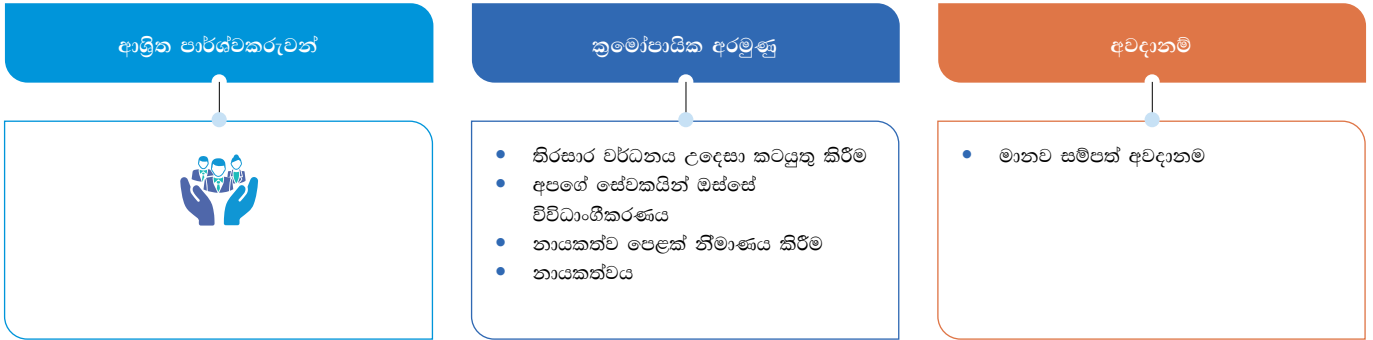 ආශ්‍රිත පාර්ශ්වකරුවන්
ක්‍රමෝපායික අරමුණු
අවදානම්
තිරසාර වර්ධනය උදෙසා කටයුතු කිරීම
අපගේ සේවකයින් ඔස්සේ
විවිධාංගීකරණය
නායකත්ව පෙළක් නිර්මාණය කිරීම
නායකත්වය
මානව සම්පත් අවදානම